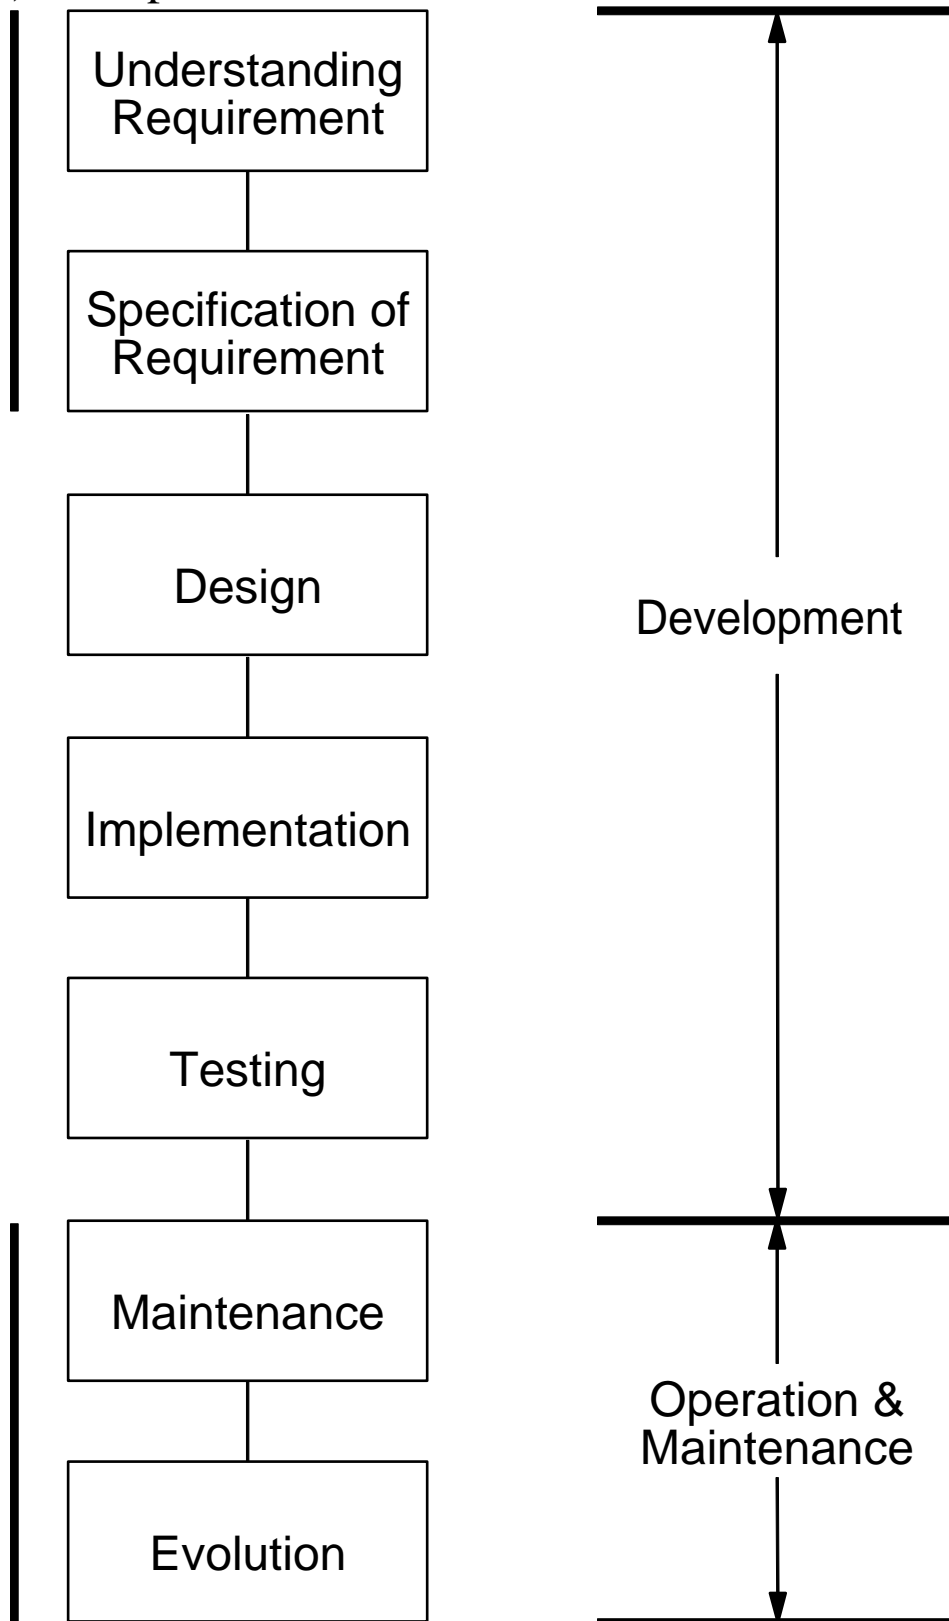 Understanding
Requirement
Specification of
Requirement
Design
Development
Implementation
Testing
Maintenance
Operation &
Maintenance
Evolution